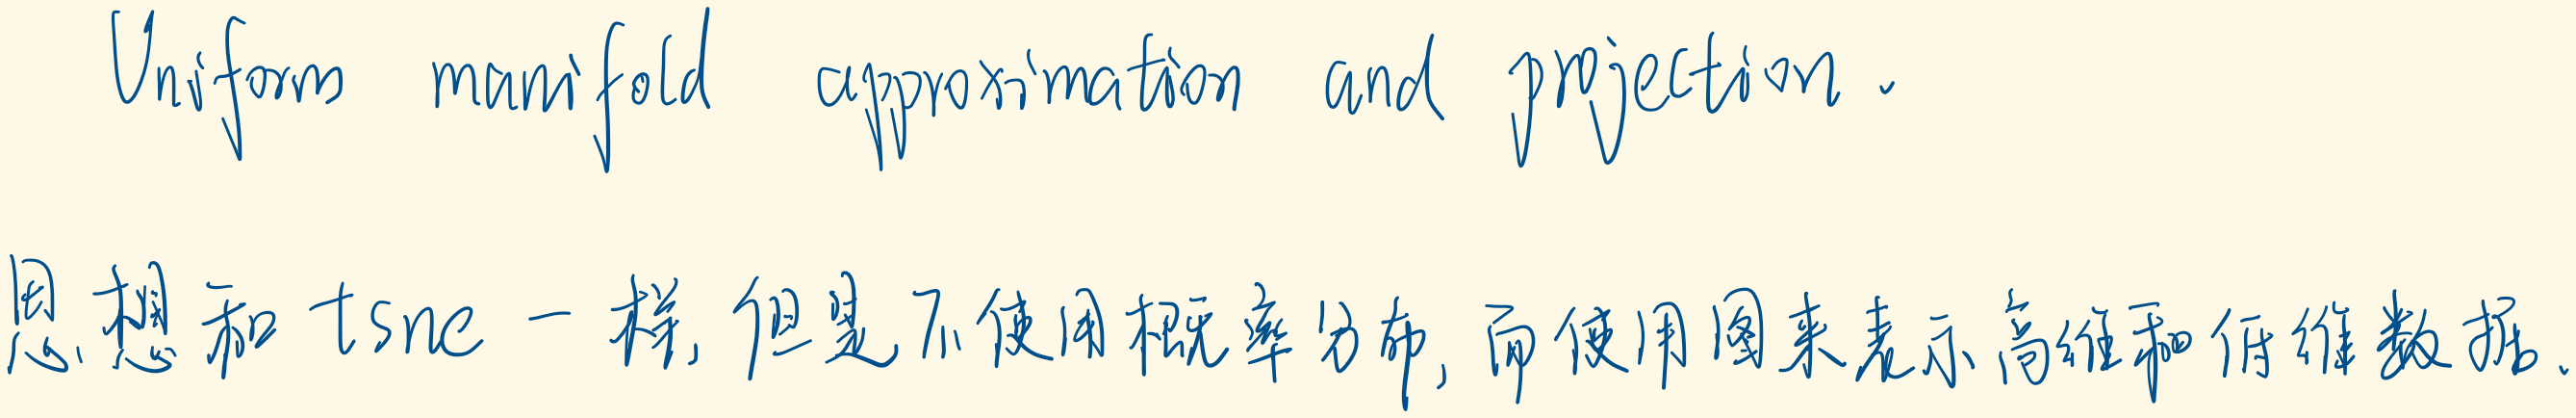 Uniform manifold approximation and projection.
思想和 tsne 一样, 但是不使用概率分布, 而使用图来表示高维和低维数据.